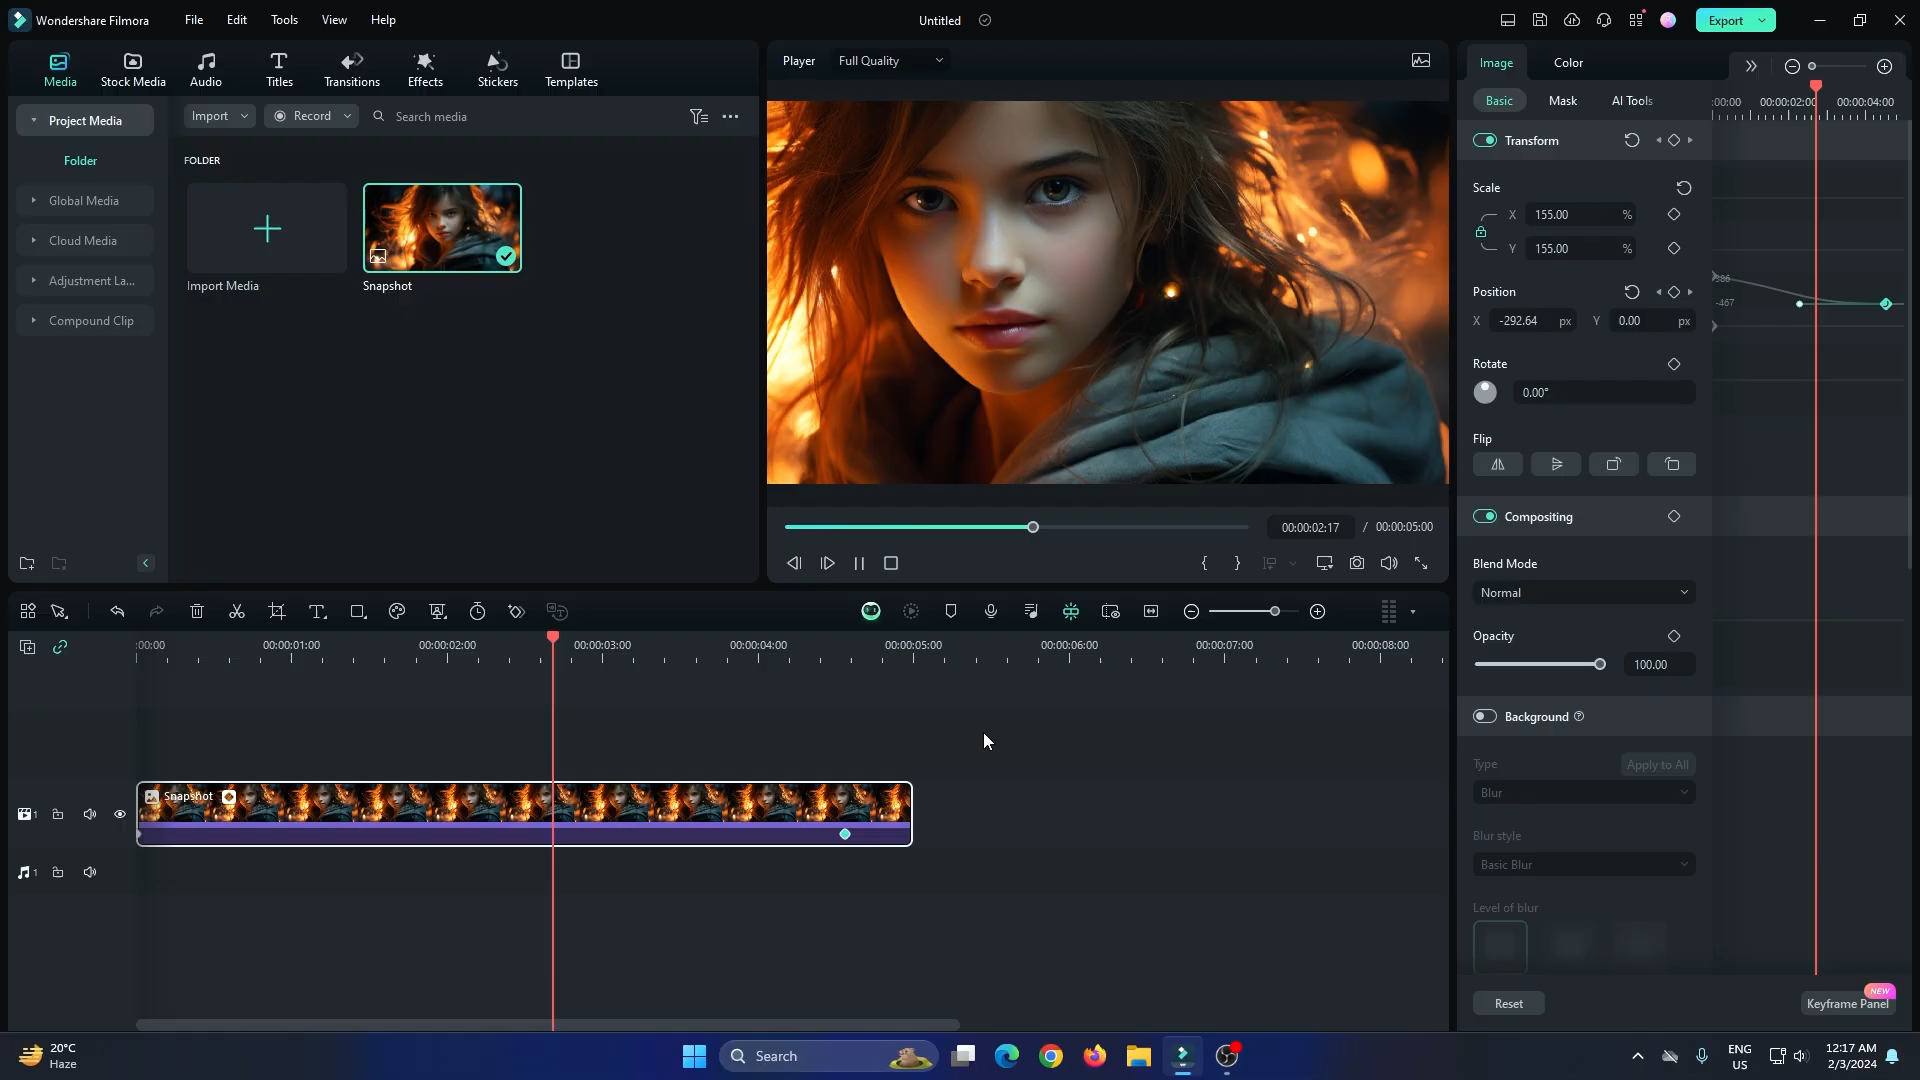 Wondershare Filmora
File Edit Tools View Help
Untitled
Export
Media
Stock Media
Audio
Titles
Transitions
Effects
Stickers
Templates
Project Media
Folder
Global Media
Cloud Media
Adjustment La...
Compound Clip
Import
Record
Search media
FOLDER
Import Media
Snapshot
Player
Full Quality
00:00:02:17 / 00:00:05:00
Image
Color
Basic
Mask
AI Tools
:00:00 00:00:02:00 00:00:04:00
Transform
Scale
X 155.00 %
Y 155.00 %
Position
X -292.64 px Y 0.00 px
-467
Rotate
0.00°
Flip
Compositing
Blend Mode
Normal
Opacity
100.00
Background
Type
Apply to All
Blur
Blur style
Basic Blur
Level of blur
Reset
NEW
Keyframe Panel
:00:00 00:00:01:00 00:00:02:00 00:00:03:00 00:00:04:00 00:00:05:00 00:00:06:00 00:00:07:00 00:00:08:00
Snapshot
1
1
20°C
Haze
Search
ENG
US
12:17 AM
2/3/2024